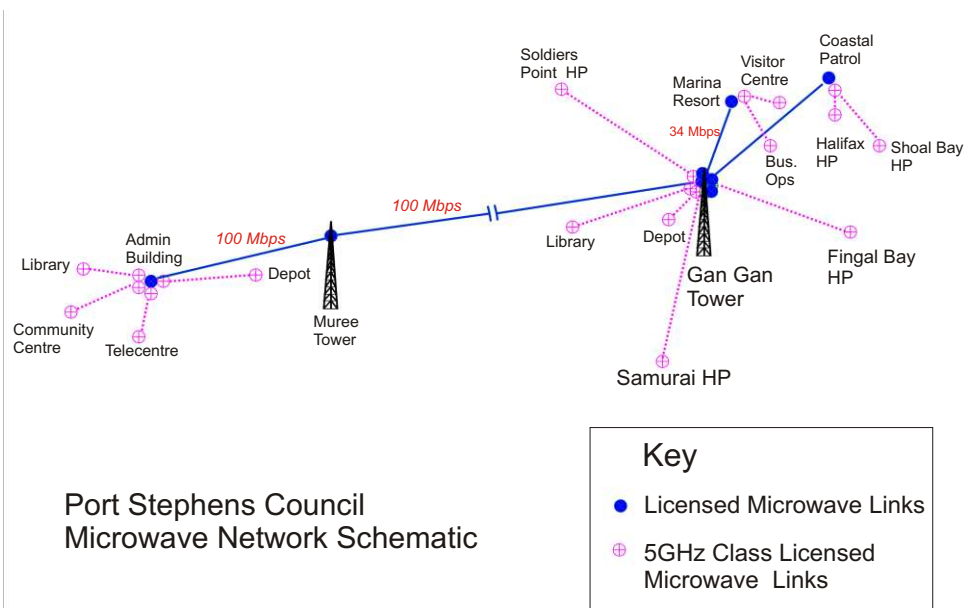 Soldiers
Point HP
Marina
Resort
Visitor
Centre
Coastal
Patrol
34 Mbps
Bus.
Ops
Halifax
HP
Shoal Bay
HP
100 Mbps
100 Mbps
Library
Admin
Building
Depot
Community
Centre
Telecentre
Muree
Tower
Library
Depot
Gan Gan
Tower
Fingal Bay
HP
Samurai HP
Port Stephens Council
Microwave Network Schematic
Key
Licensed Microwave Links
5GHz Class Licensed
Microwave Links